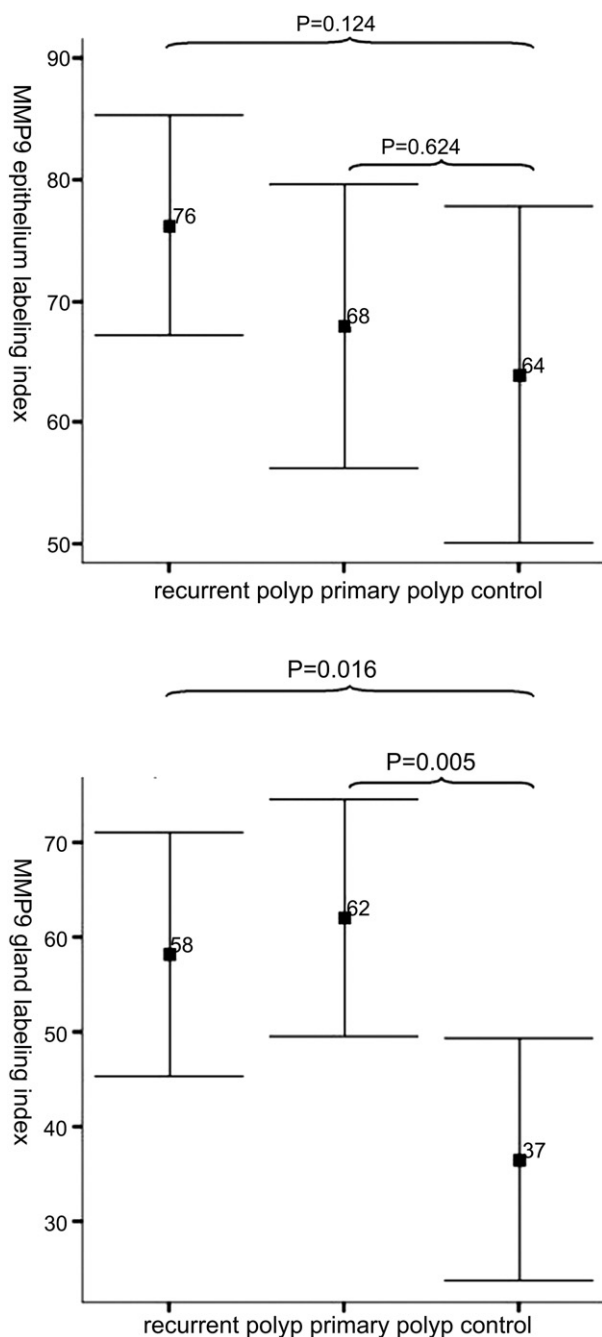 P=0.124
90
P=0.624
80
76
70
68
64
60
50
MMP9 epithelium labeling index
recurrent polyp primary polyp control
P=0.016
P=0.005
70
62
60
58
50
40
37
30
MMP9 gland labeling index
recurrent polyp primary polyp control